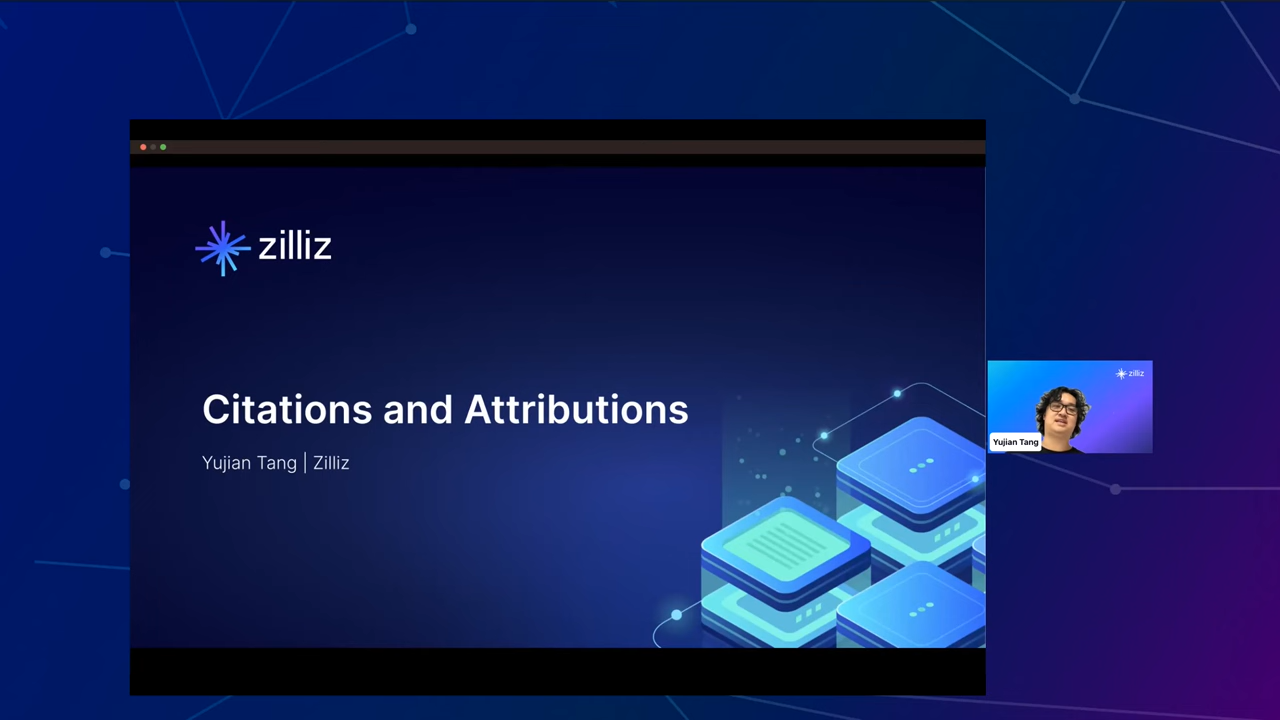 zilliz
Citations and Attributions
Yujian Tang | Zilliz
zilliz
Yujian Tang